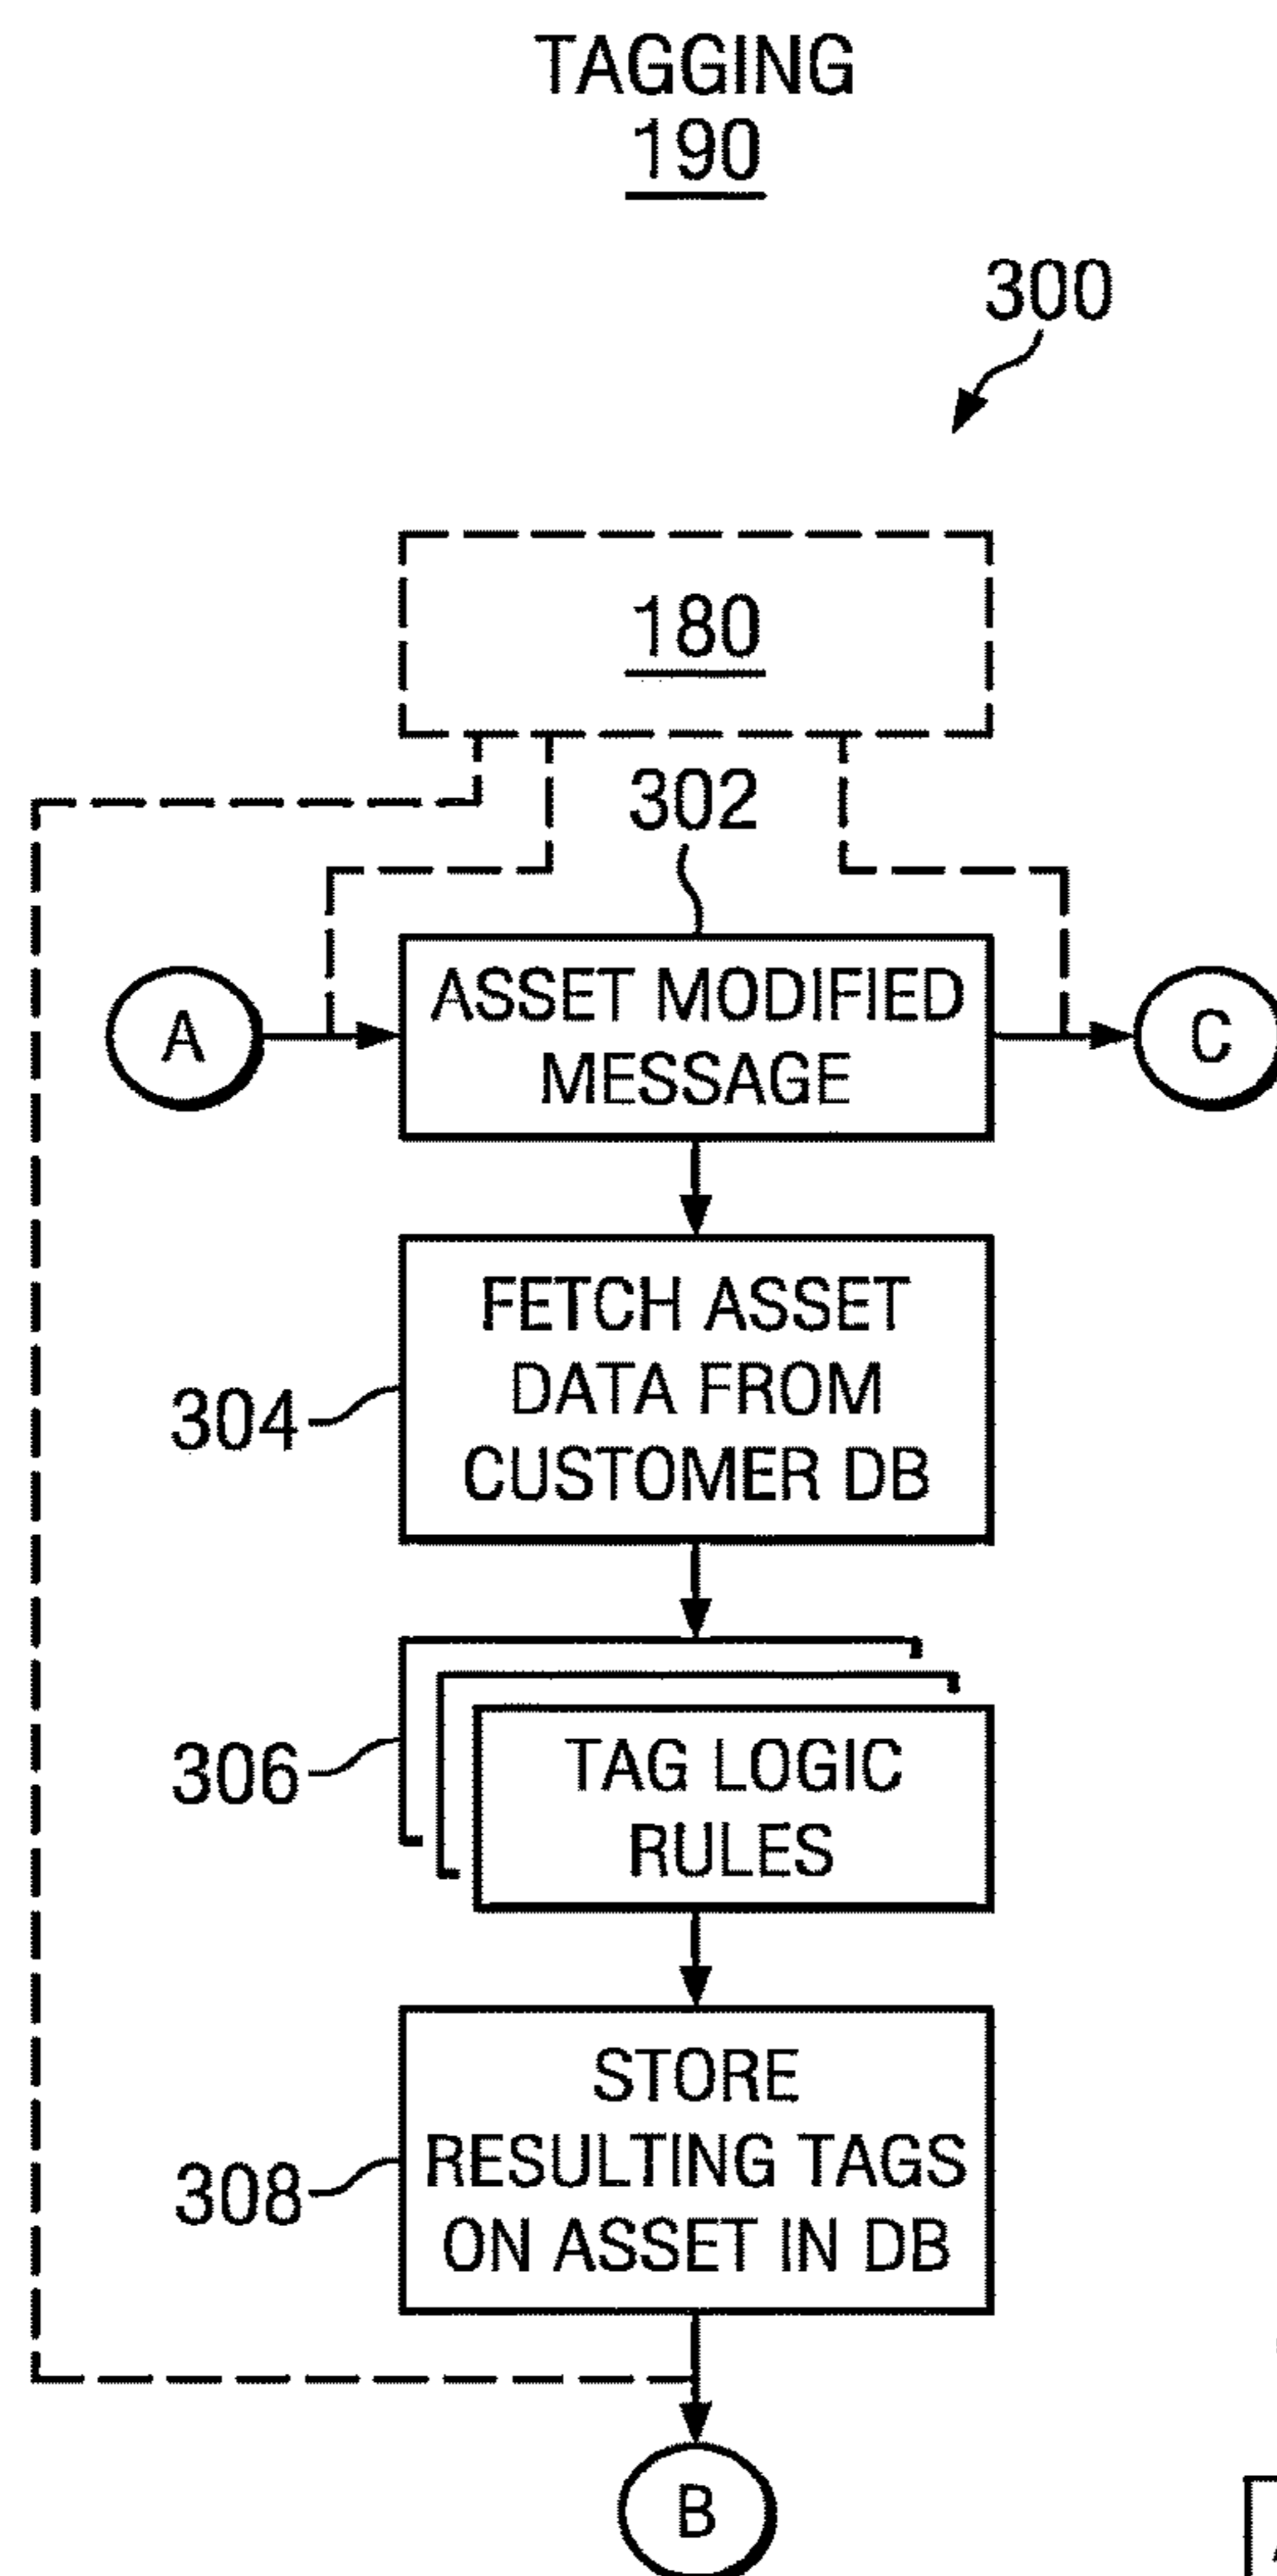 TAGGING
190
300
180
302
A
ASSET MODIFIED
MESSAGE
C
FETCH ASSET
DATA FROM
CUSTOMER DB
304
TAG LOGIC
RULES
306
STORE
RESULTING TAGS
ON ASSET IN DB
308
B